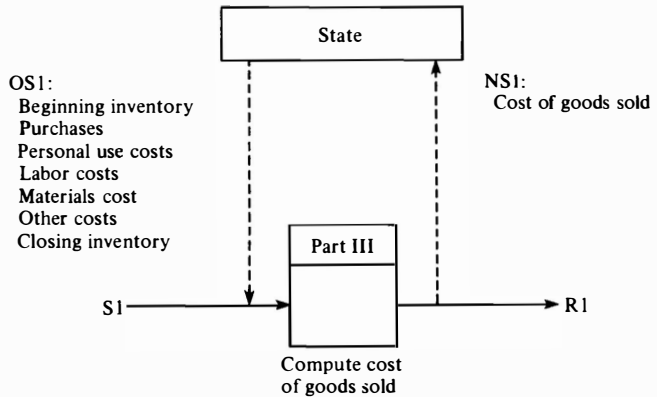 State
OS1:
Beginning inventory
Purchases
Personal use costs
Labor costs
Materials cost
Other costs
Closing inventory
NS1:
Cost of goods sold
Part III
S1
R1
Compute cost
of goods sold